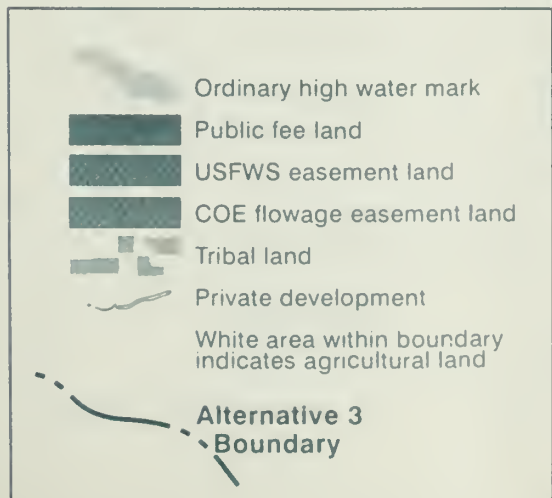 Ordinary high water mark
Public fee land
USFWS easement land
COE flowage easement land
Tribal land
Private development
White area within boundary
indicates agricultural land
Alternative 3
Boundary